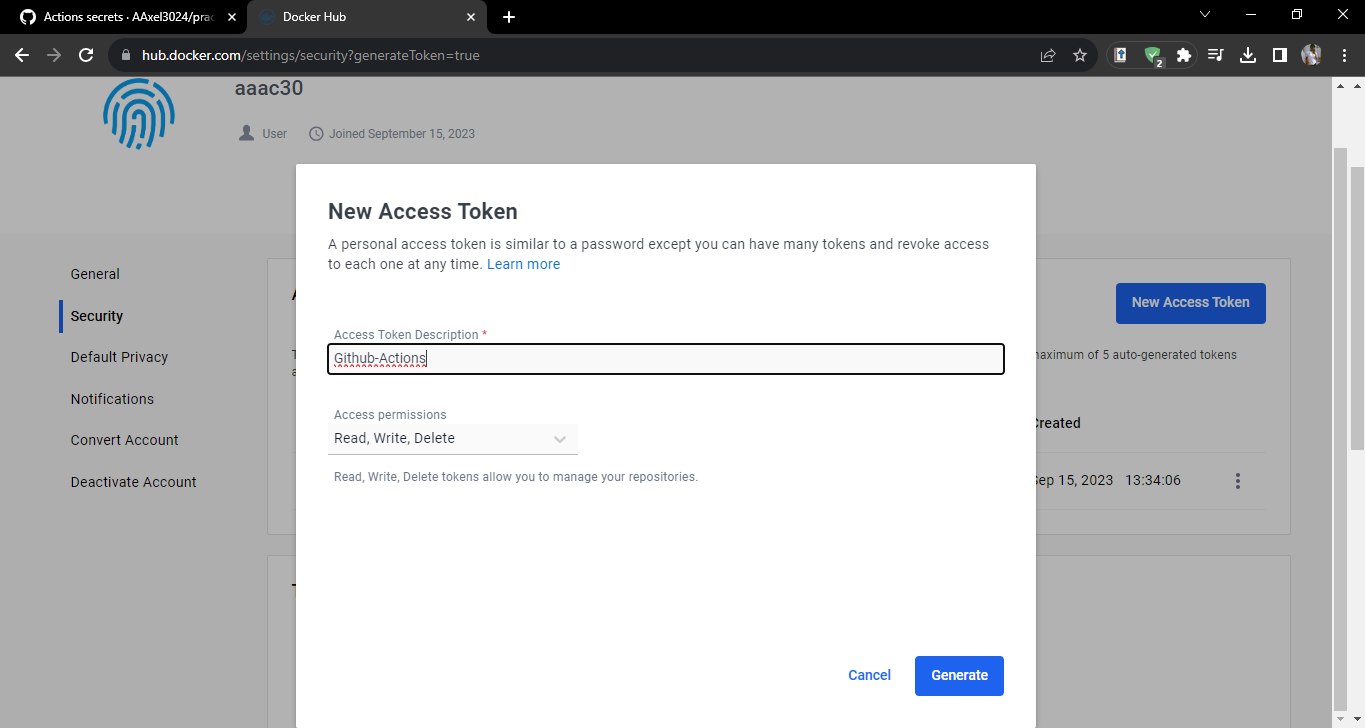 Actions secrets · AAxel3024/prac
Docker Hub
hub.docker.com/settings/security?generateToken=true
2
aaac30
User
Joined September 15, 2023
New Access Token
A personal access token is similar to a password except you can have many tokens and revoke access
to each one at any time. Learn more
General
Security
Default Privacy
Notifications
Convert Account
Deactivate Account
New Access Token
Access Token Description *
Github-Actions
maximum of 5 auto-generated tokens
Access permissions
Read, Write, Delete
Created
Read, Write, Delete tokens allow you to manage your repositories.
Sep 15, 2023 13:34:06
Cancel
Generate